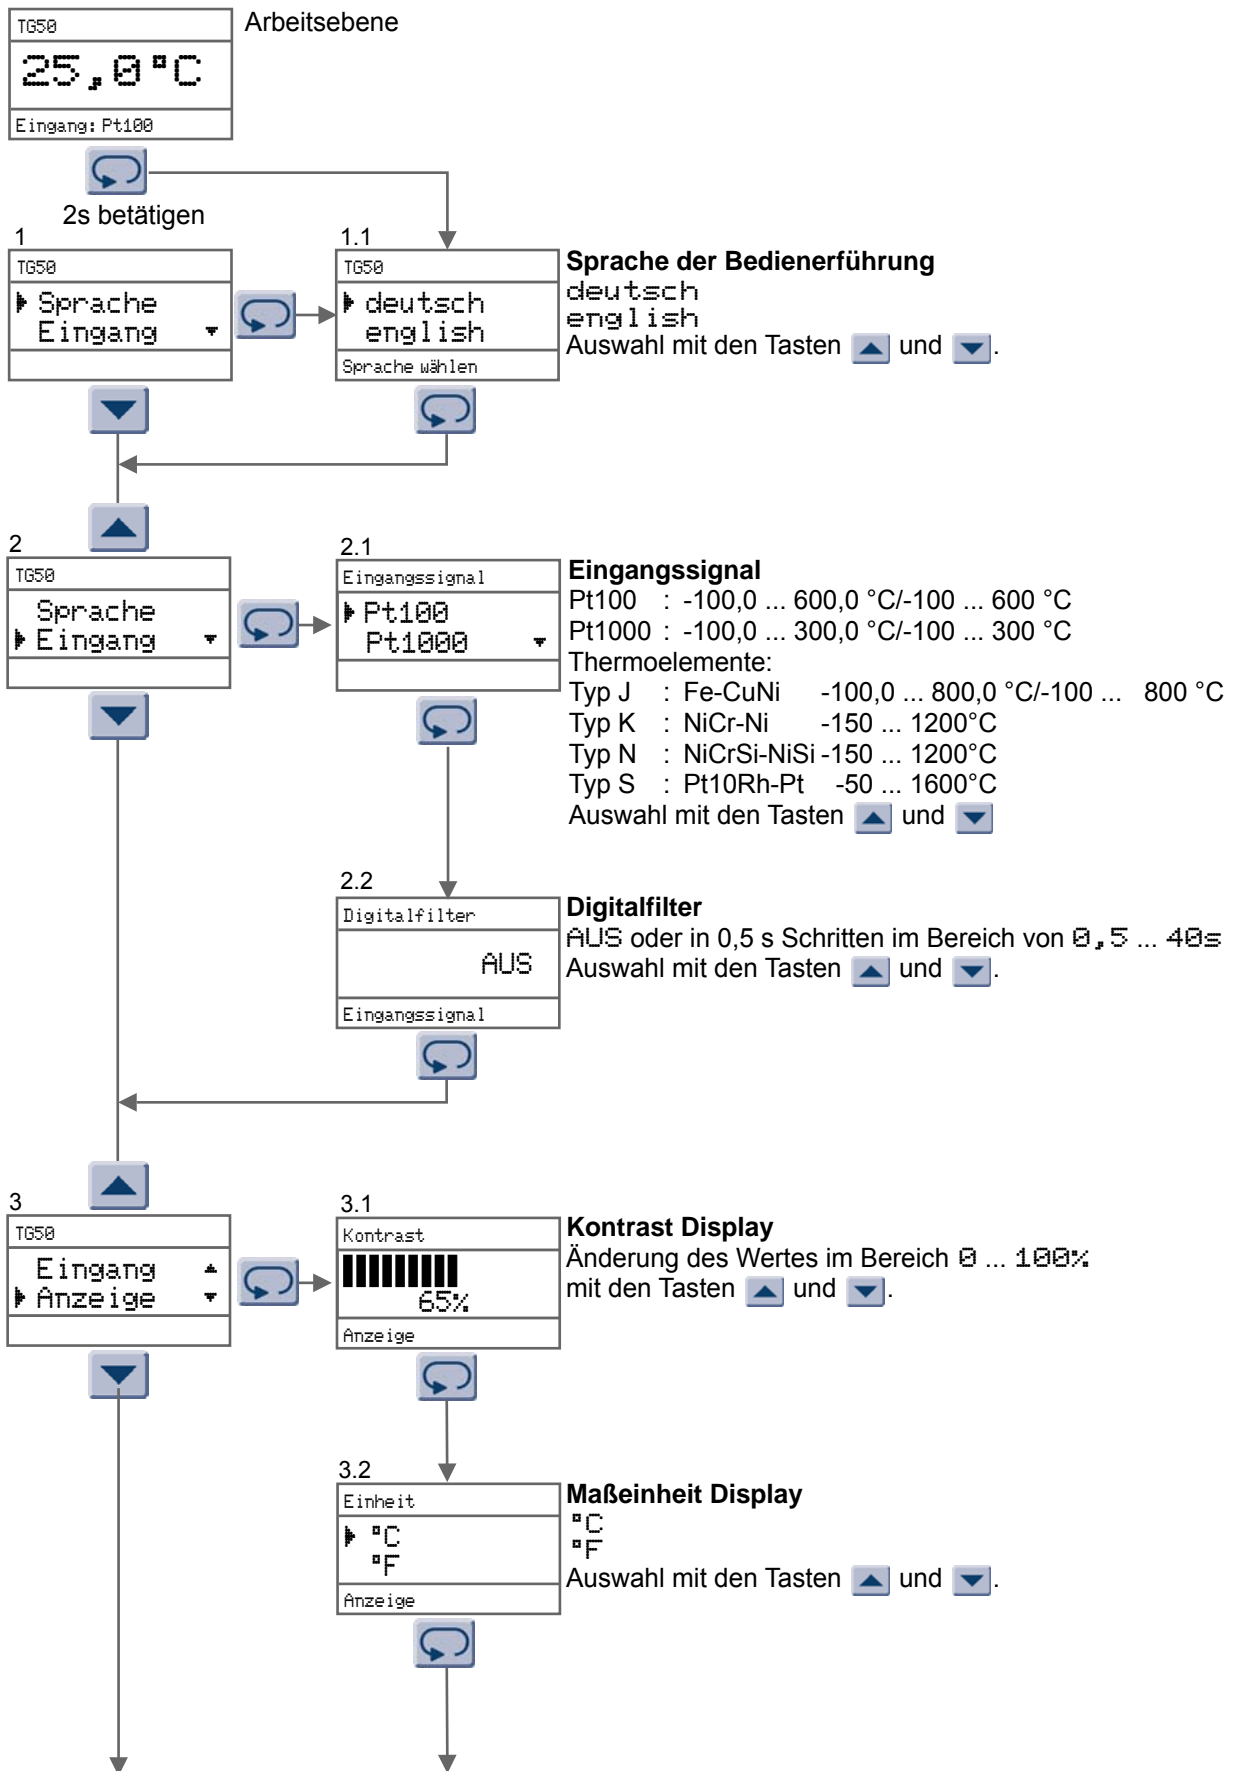 TG50
Arbeitsebene
25,0°C
Eingang: Pt100
2s betätigen
1
TG50
Sprache
Eingang
1.1
TG50
deutsch
english
Sprache wählen
Sprache der Bedienerführung
deutsch
english
Auswahl mit den Tasten und .
2
TG50
Sprache
Eingang
2.1
Eingangssignal
Pt100
Pt1000
Eingangssignal
Pt100 : -100,0 ... 600,0 °C/-100 ... 600 °C
Pt1000 : -100,0 ... 300,0 °C/-100 ... 300 °C
Thermoelemente:
Typ J : Fe-CuNi -100,0 ... 800,0 °C/-100 ... 800 °C
Typ K : NiCr-Ni -150 ... 1200°C
Typ N : NiCrSi-NiSi -150 ... 1200°C
Typ S : Pt10Rh-Pt -50 ... 1600°C
Auswahl mit den Tasten und
2.2
Digitalfilter
AUS
Eingangssignal
Digitalfilter
AUS oder in 0,5 s Schritten im Bereich von 0,5 ... 40s
Auswahl mit den Tasten und .
3
TG50
Eingang
Anzeige
3.1
Kontrast
65%
Anzeige
Kontrast Display
Änderung des Wertes im Bereich 0 ... 100%
mit den Tasten und .
3.2
Einheit
°C
°F
Anzeige
Maßeinheit Display
°C
°F
Auswahl mit den Tasten und .